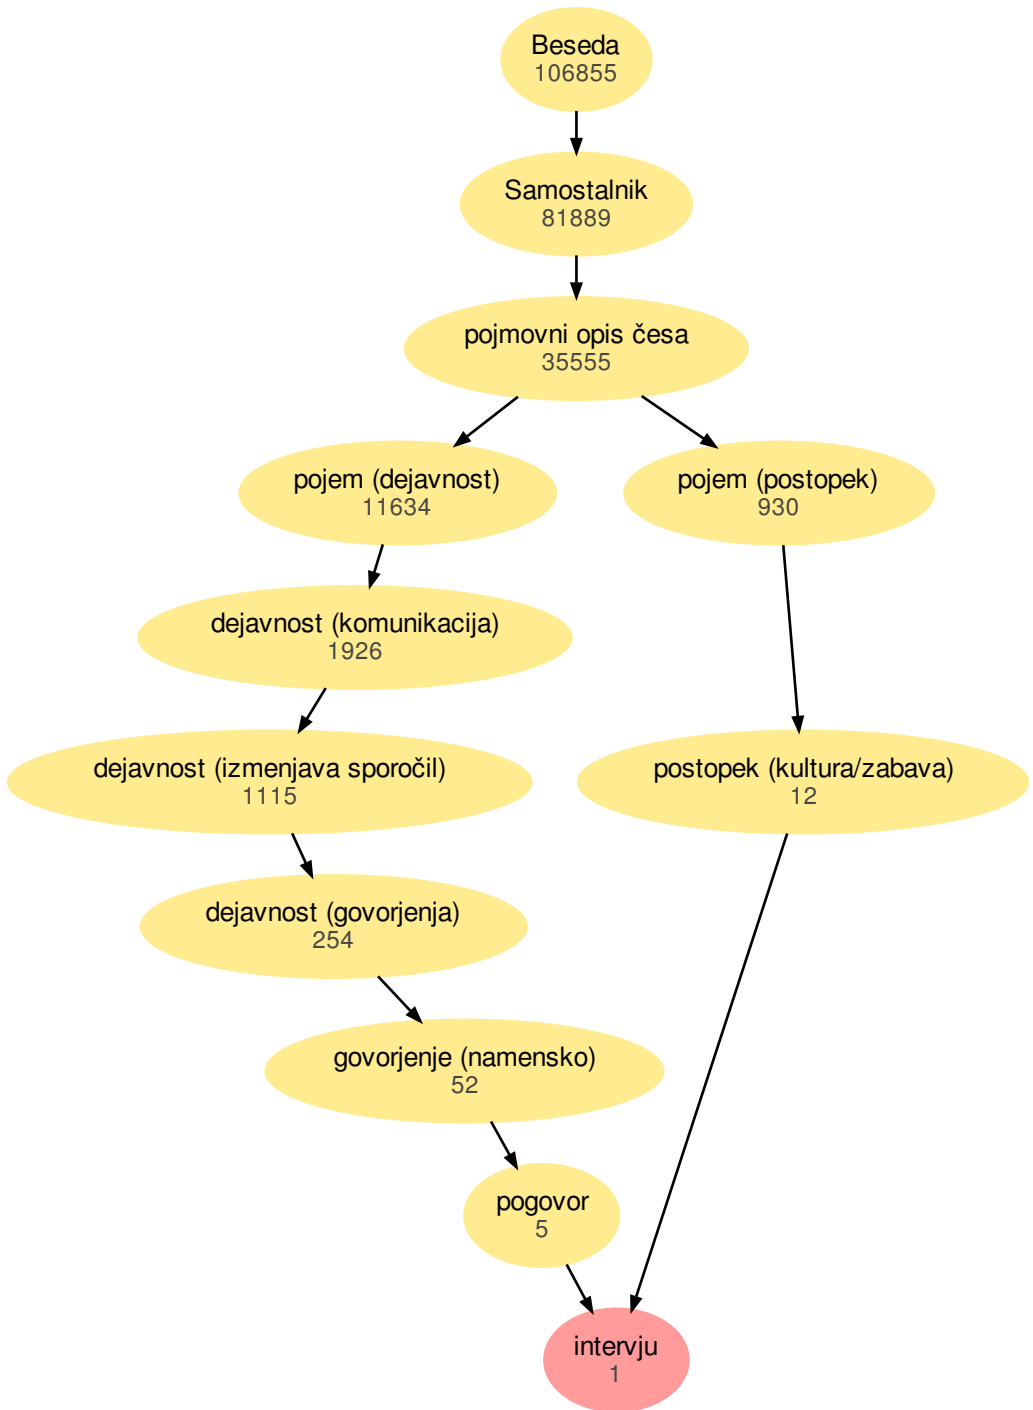 Beseda
106855
Samostalnik
81889
pojmovni opis česa
35555
pojem (dejavnost)
11634
pojem (postopek)
930
dejavnost (komunikacija)
1926
dejavnost (izmenjava sporočil)
1115
postopek (kultura/zabava)
12
dejavnost (govorjenja)
254
govorjenje (namensko)
52
pogovor
5
intervju
1